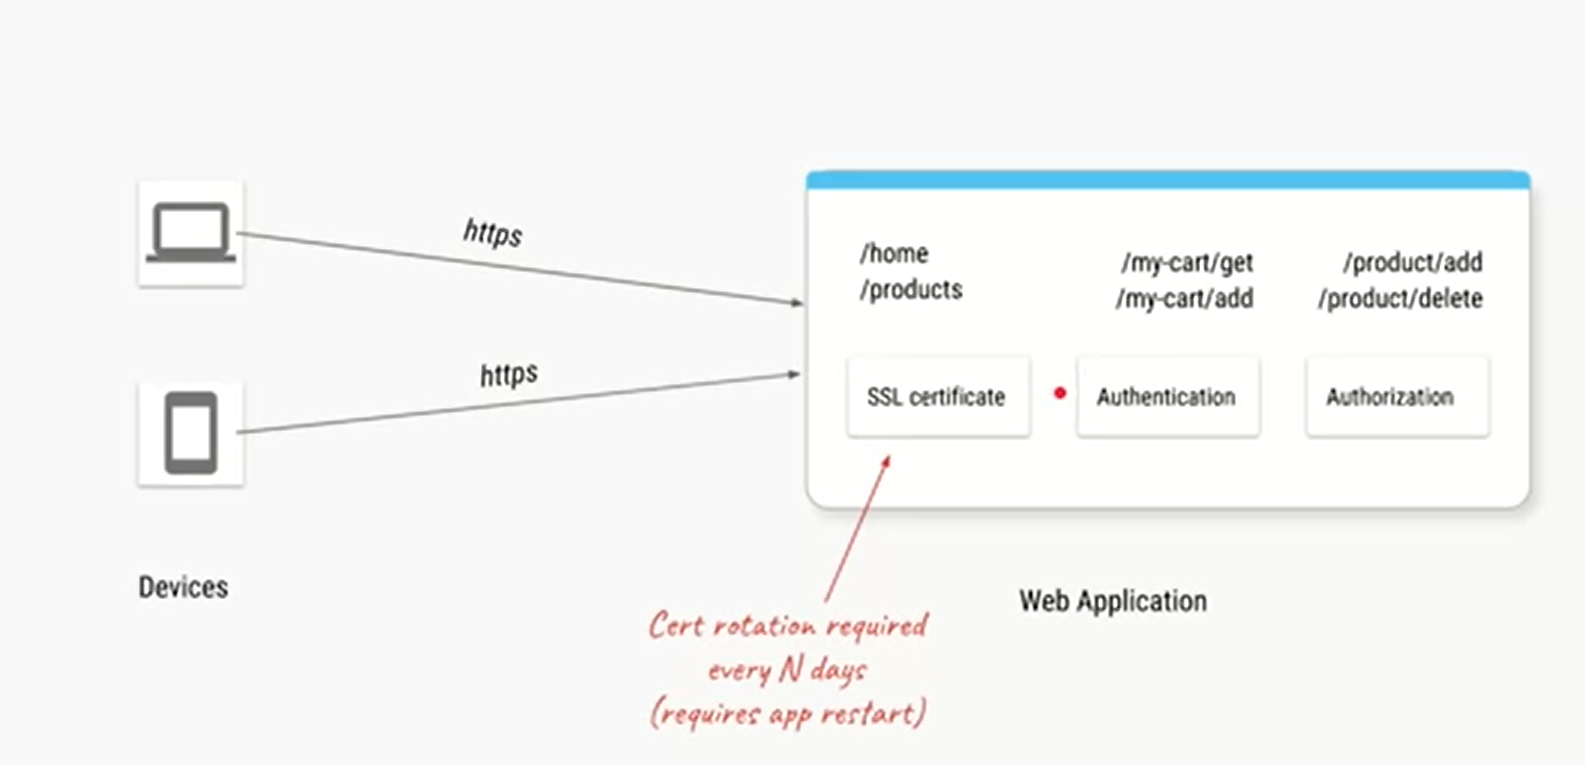 https
https
Devices
/home
/products
/my-cart/get
/my-cart/add
/product/add
/product/delete
SSL certificate
Authentication
Authorization
Web Application
Cert rotation required
every N days
(requires app restart)